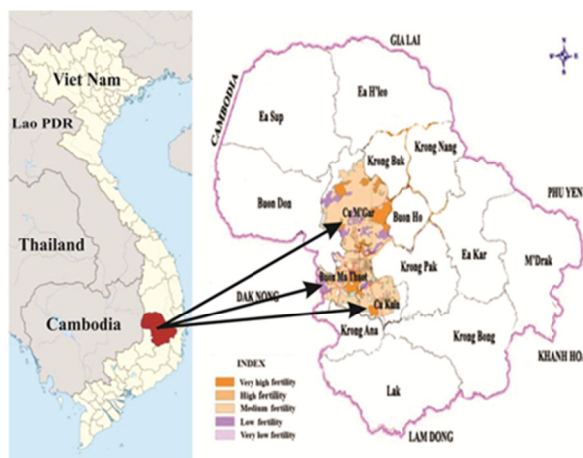 Viet Nam
Lao PDR
Thailand
Cambodia
GIA LAI
CAMBODIA
Ea H'leo
Ea Sup
Krong Buk
Krong Nang
PHU YEN
Buon Don
Cu M'Gar
Buon Ho
Ea Kar
M'Drak
Krong Pak
Buon Ma Thuot
DAK NONG
Cu Kuin
Krong Ana
Krong Bong
KHANH HOA
Lak
LAM DONG
INDEX
Very high fertility
High fertility
Medium fertility
Low fertility
Very low fertility